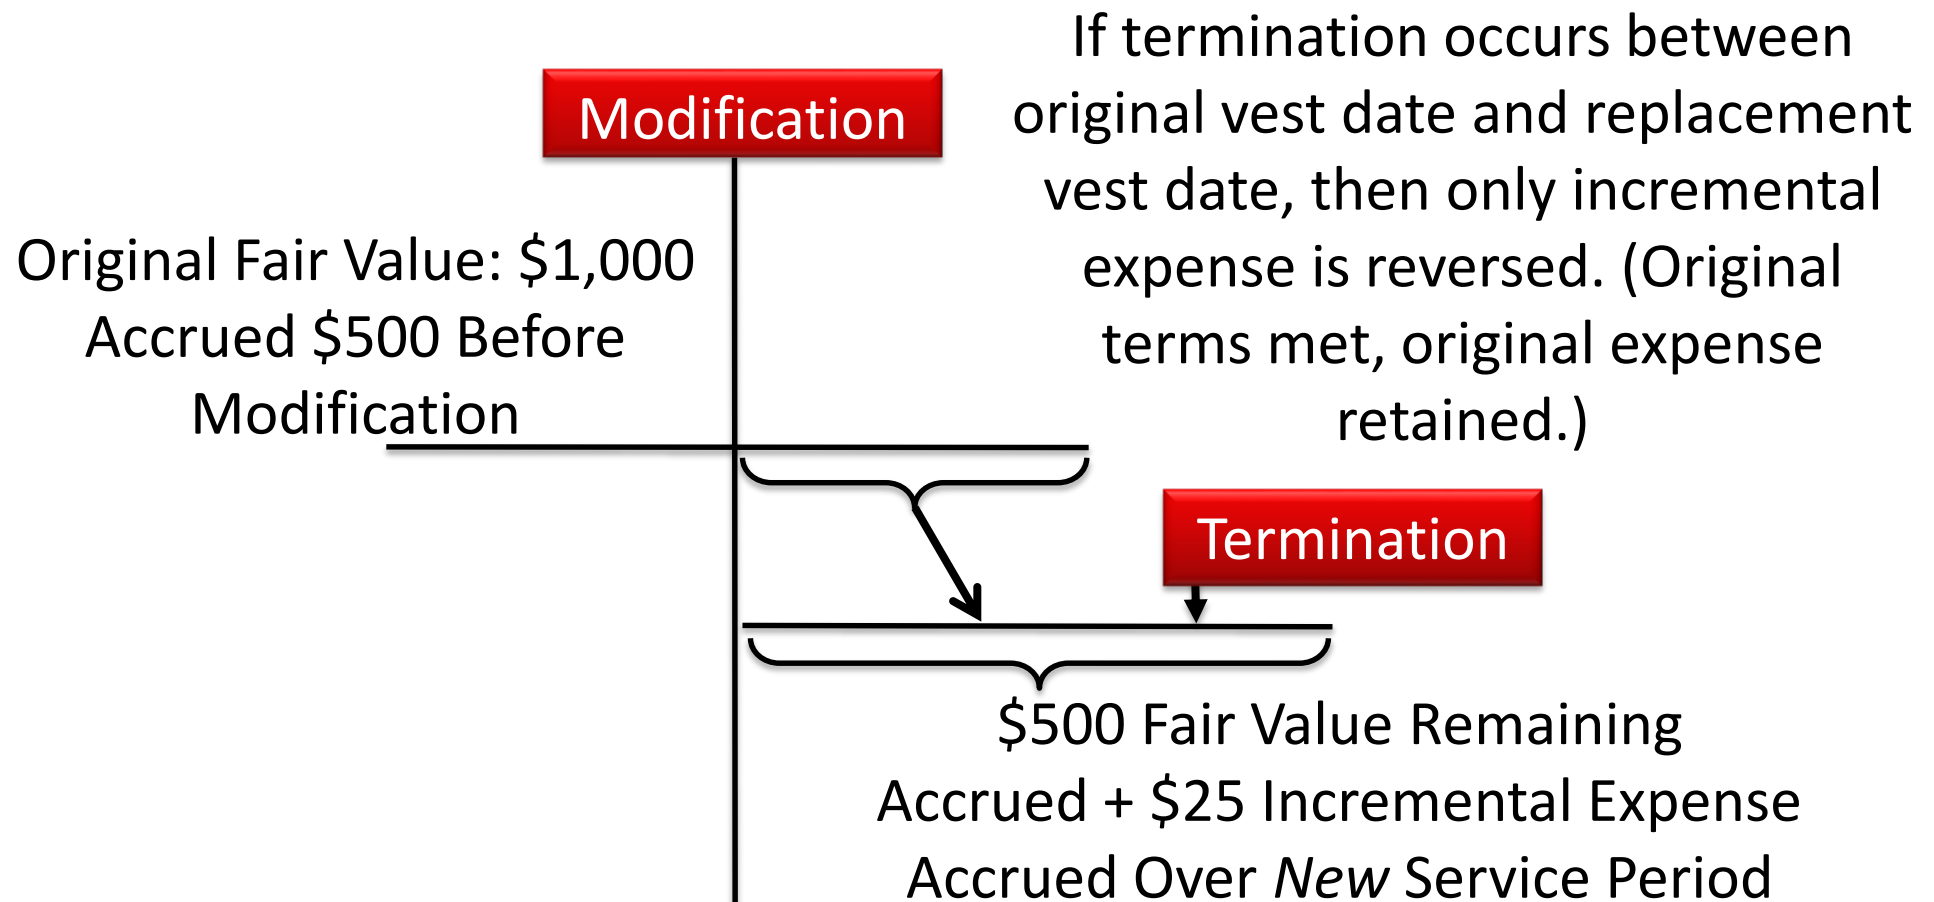 If termination occurs between
original vest date and replacement
vest date, then only incremental
expense is reversed. (Original
terms met, original expense
retained.)
Modification
Original Fair Value: $1,000
Accrued $500 Before
Modification
Termination
$500 Fair Value Remaining
Accrued + $25 Incremental Expense
Accrued Over New Service Period